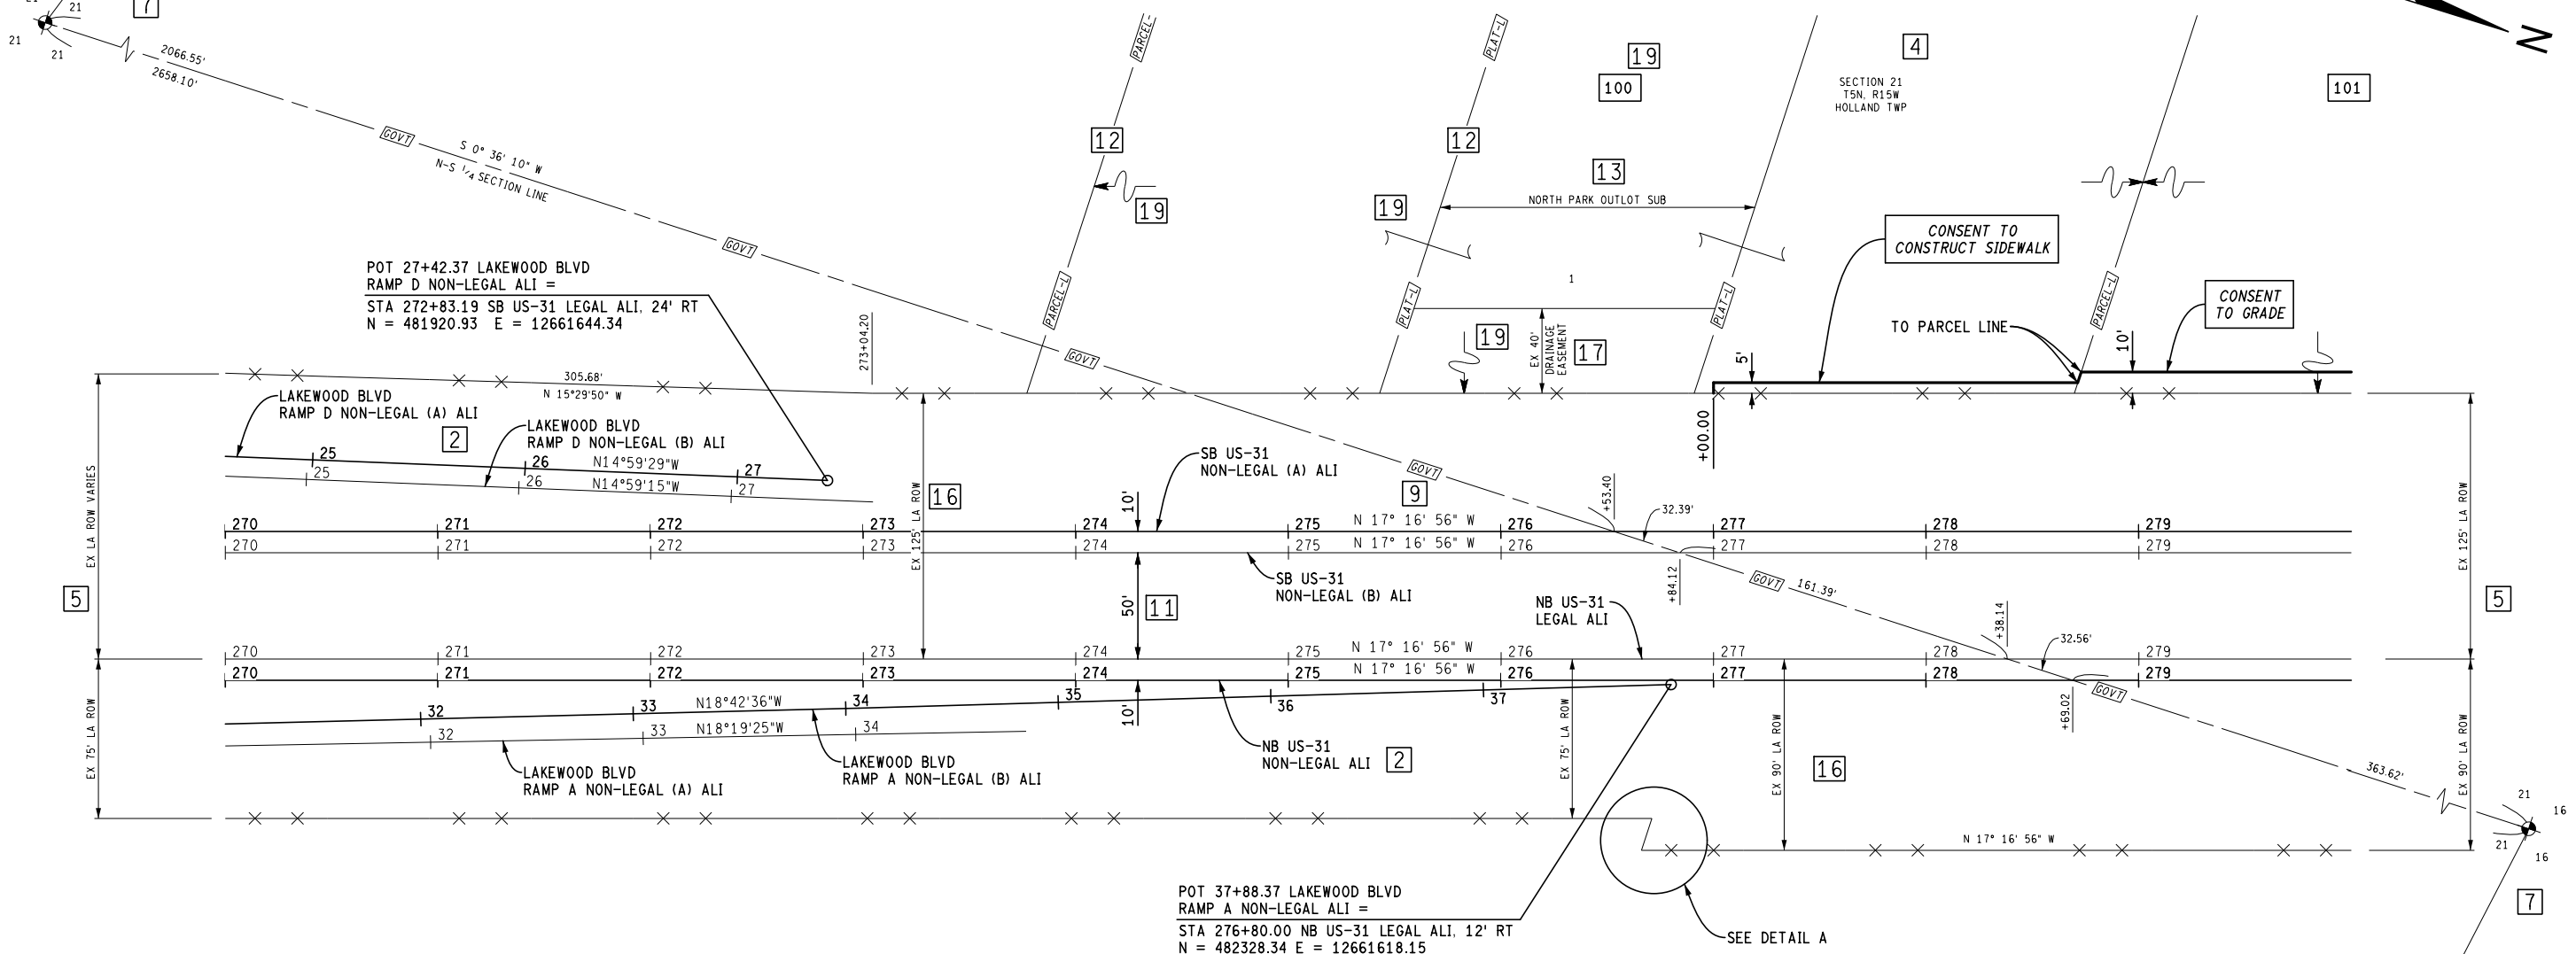 21
21
21
21
7
2066.55'
2658.10'
GOVT
S 0° 36' 10" W
N-S 1/4 SECTION LINE
GOVT
GOVT
PARCEL-
12
19
PARCEL-L
PLAT-L
12
19
PLAT-L
19
100
13
NORTH PARK OUTLOT SUB
1
EX 40'
DRAINAGE
EASEMENT
17
19
PLAT-L
4
SECTION 21
T5N, R15W
HOLLAND TWP
101
N
CONSENT TO
CONSTRUCT SIDEWALK
CONSENT
TO GRADE
TO PARCEL LINE
PARCEL-L
5'
10'
+00.00
POT 27+42.37 LAKEWOOD BLVD
RAMP D NON-LEGAL ALI =
STA 272+83.19 SB US-31 LEGAL ALI, 24' RT
N = 481920.93 E = 12661644.34
273+04.20
305.68'
N 15°29'50" W
LAKEWOOD BLVD
RAMP D NON-LEGAL (A) ALI
2
LAKEWOOD BLVD
RAMP D NON-LEGAL (B) ALI
25 26 N14°59'29"W 27
25 26 N14°59'15"W 27
EX LA ROW VARIES
5
EX 75' LA ROW
EX 125' LA ROW
16
10'
SB US-31
NON-LEGAL (A) ALI
GOVT
9
+53.40
32.39'
270 271 272 273 274 275 N 17° 16' 56" W 276 277 278 279
270 271 272 273 274 275 N 17° 16' 56" W 276 277 278 279
SB US-31
NON-LEGAL (B) ALI
50'
11
+84.12
GOVT
161.39'
NB US-31
LEGAL ALI
+38.14
32.56'
EX 125' LA ROW
5
270 271 272 273 274 275 N 17° 16' 56" W 276 277 278 279
270 271 272 273 274 275 N 17° 16' 56" W 276 277 278 279
32 33 N18°42'36"W 34 35 36 37
32 33 N18°19'25"W 34
10'
LAKEWOOD BLVD
RAMP A NON-LEGAL (A) ALI
LAKEWOOD BLVD
RAMP A NON-LEGAL (B) ALI
NB US-31
NON-LEGAL ALI
2
EX 75' LA ROW
EX 90' LA ROW
16
+69.02
GOVT
363.62'
EX 90' LA ROW
N 17° 16' 56" W
21
16
21
16
7
POT 37+88.37 LAKEWOOD BLVD
RAMP A NON-LEGAL ALI =
STA 276+80.00 NB US-31 LEGAL ALI, 12' RT
N = 482328.34 E = 12661618.15
SEE DETAIL A